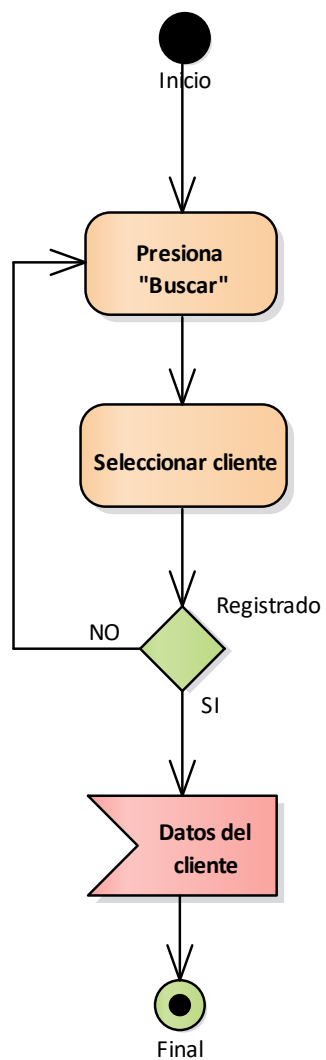 Inicio
Presiona
"Buscar"
Seleccionar cliente
Registrado
NO
SI
Datos del
cliente
Final